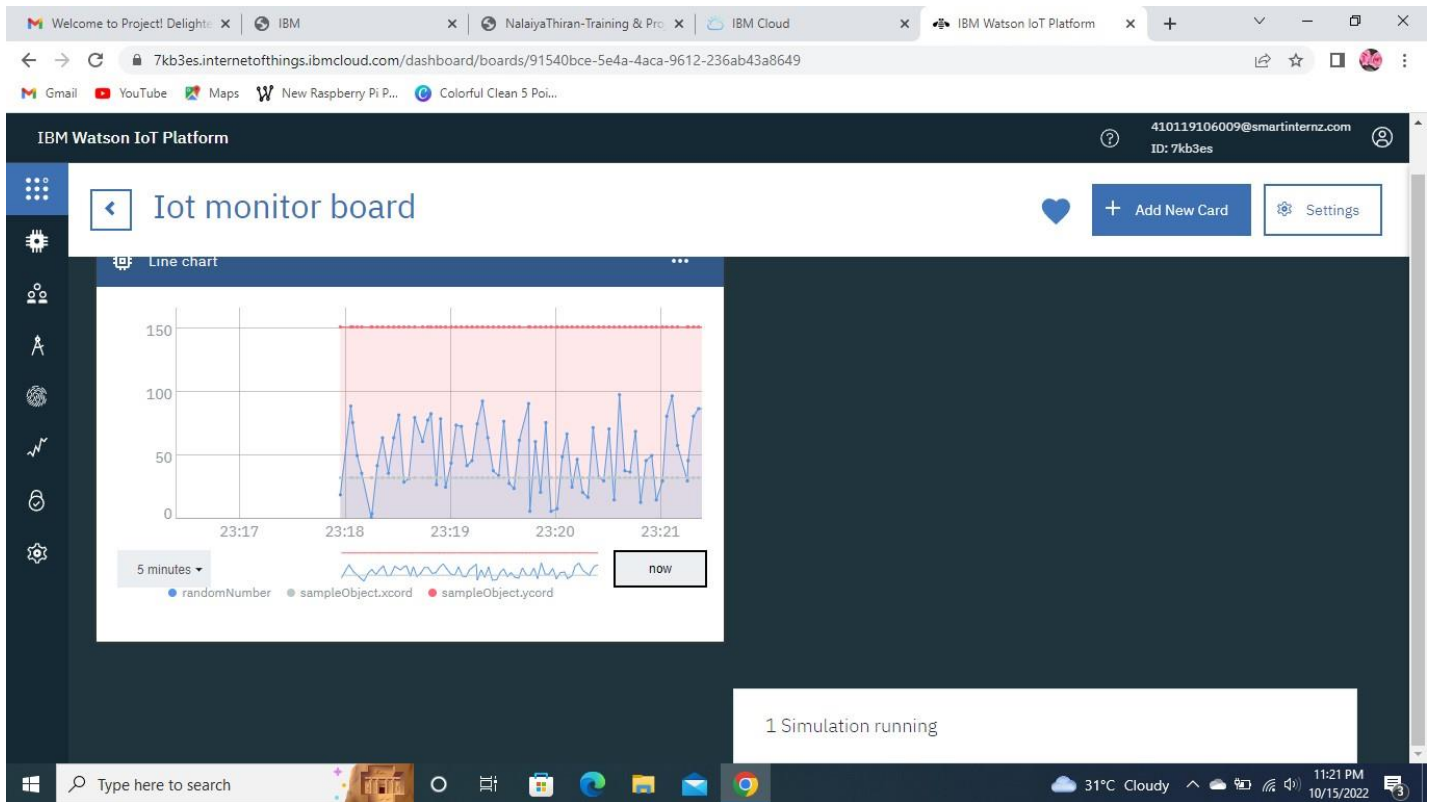 Welcome to Project! Delighte
IBM
NalaiyaThiran-Training & Pro
IBM Cloud
IBM Watson IoT Platform
7kb3es.internetofthings.ibmcloud.com/dashboard/boards/91540bce-5e4a-4aca-9612-236ab43a8649
Gmail YouTube Maps New Raspberry Pi P... Colorful Clean 5 Poi...
IBM Watson IoT Platform
410119106009@smartinternz.com
ID: 7kb3es
Iot monitor board
Add New Card
Settings
Line chart
150
100
50
0
23:17 23:18 23:19 23:20 23:21
5 minutes
now
randomNumber sampleObject.xcord sampleObject.ycord
1 Simulation running
Type here to search
31°C Cloudy
11:21 PM
10/15/2022
3